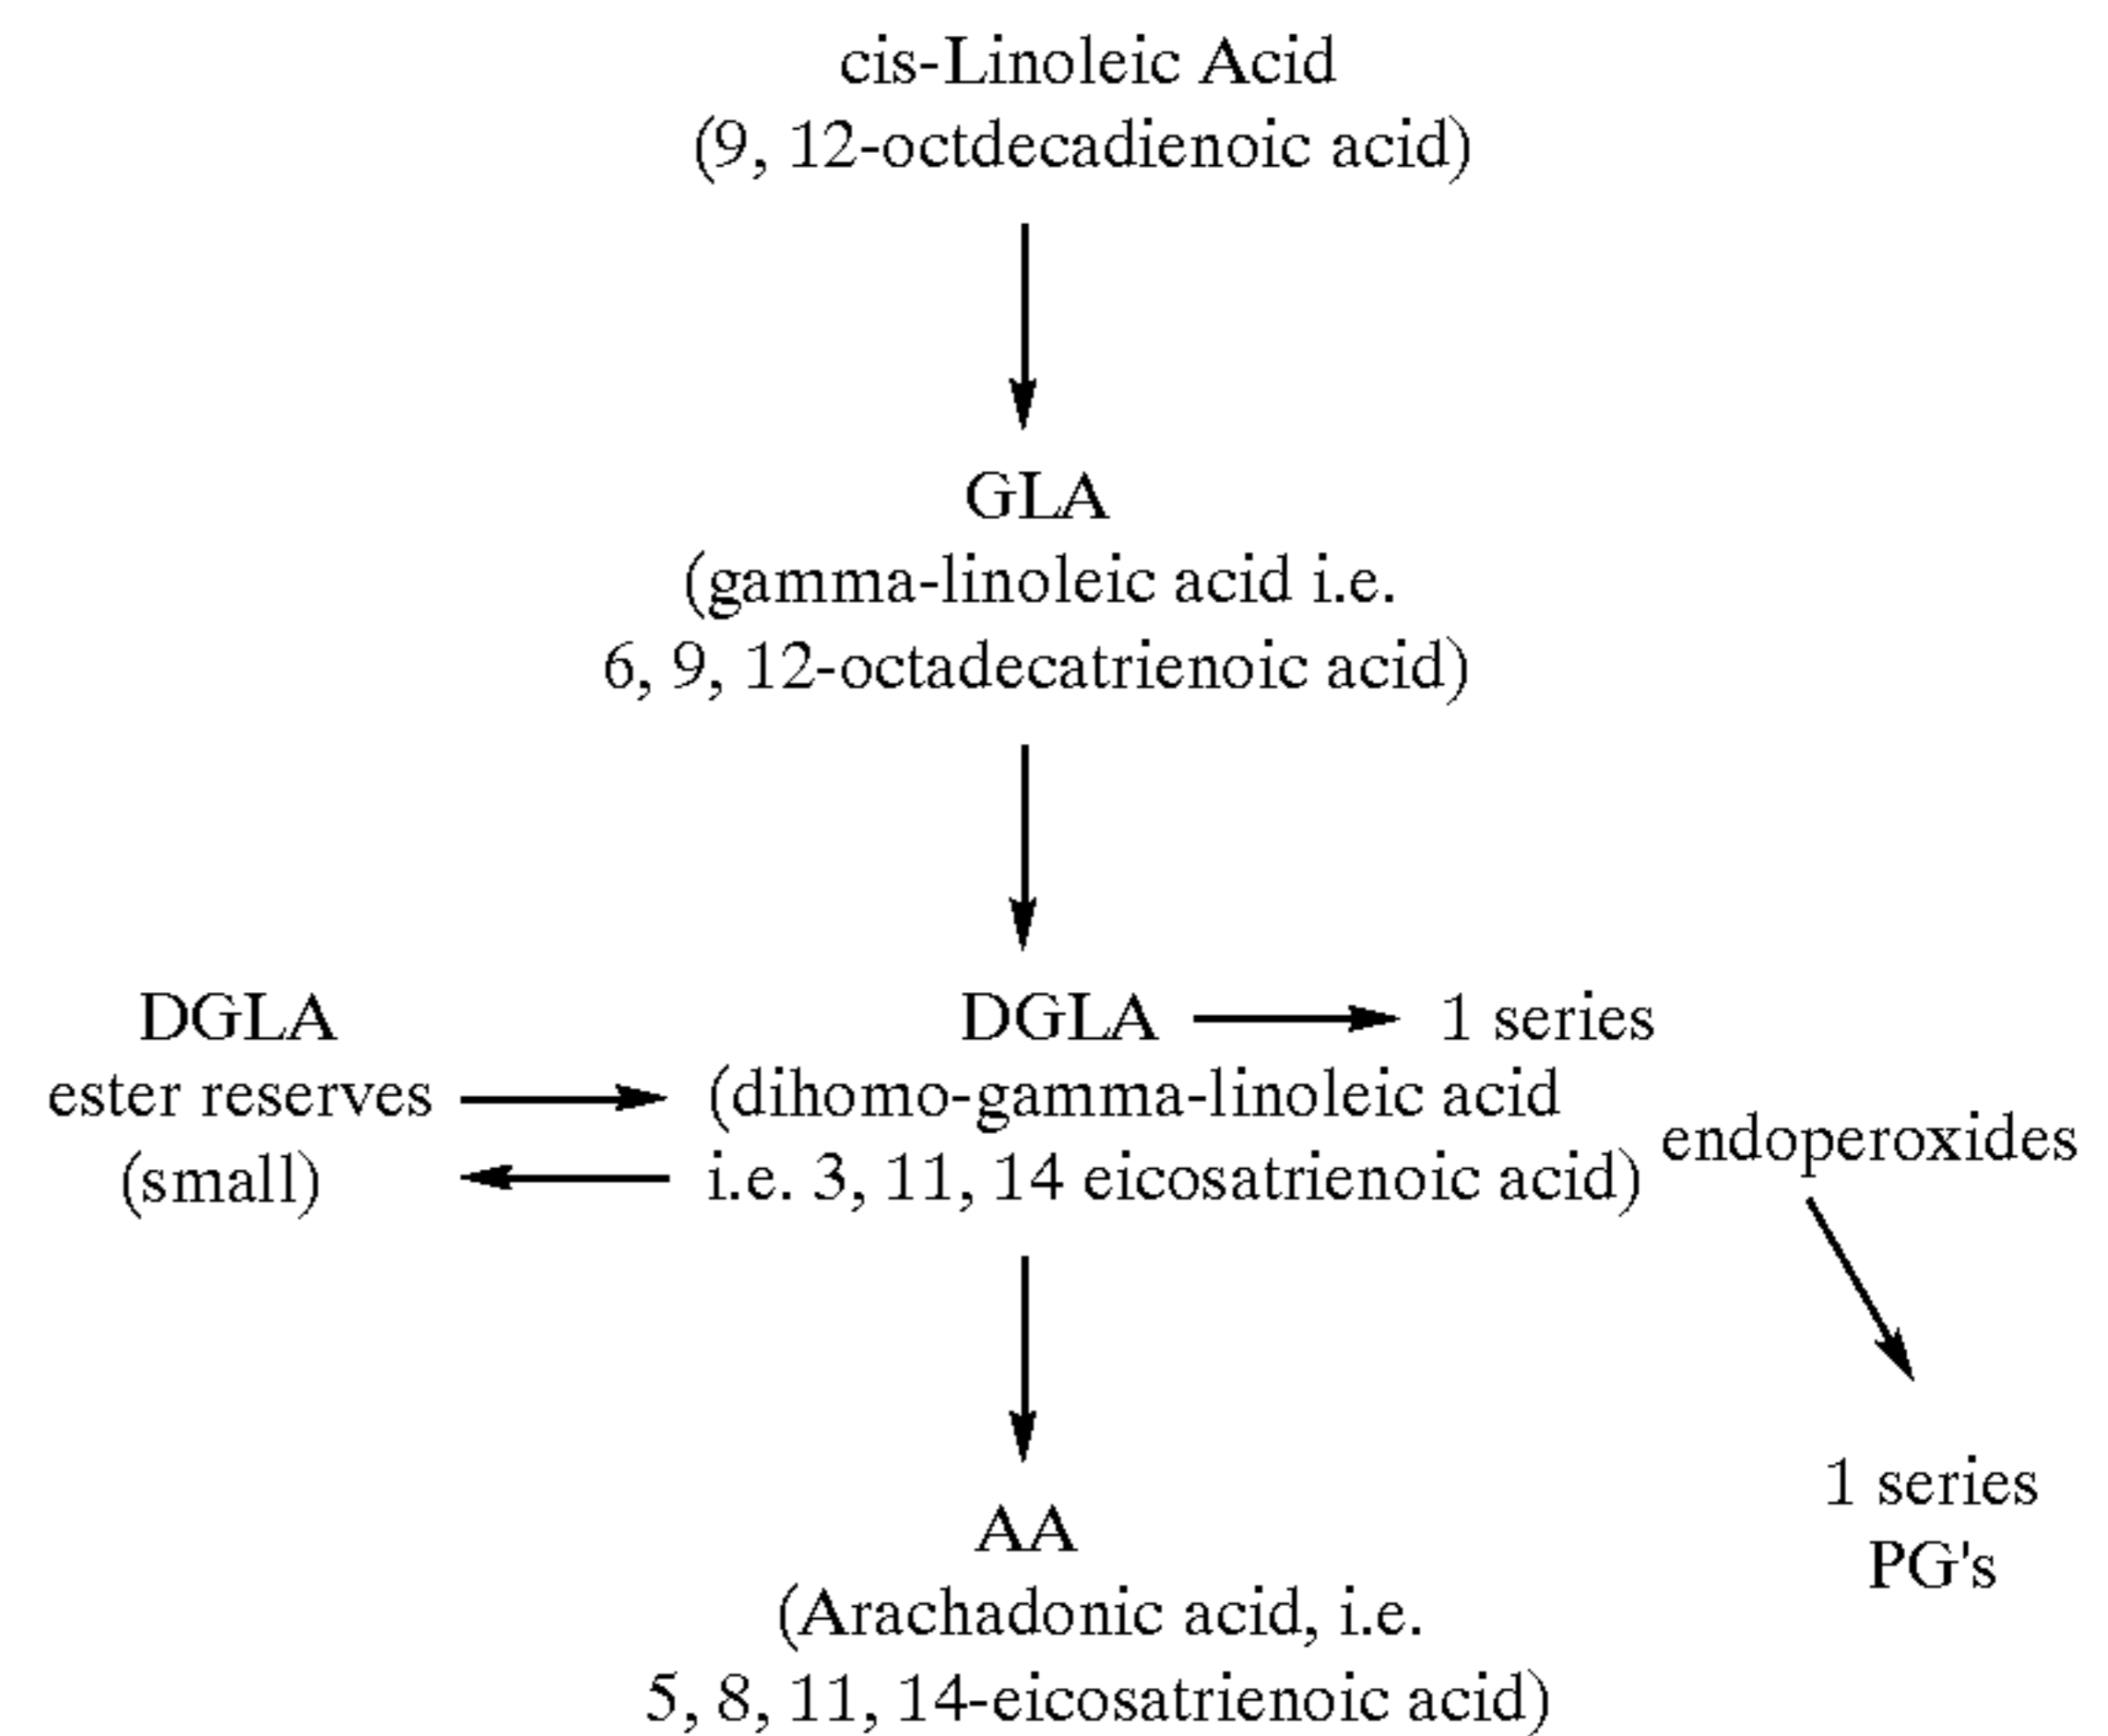 cis-Linoleic Acid
(9, 12-octdecadienoic acid)
GLA
(gamma-linoleic acid i.e.
6, 9, 12-octadecatrienoic acid)
DGLA
ester reserves
(small)
DGLA
(dihomo-gamma-linoleic acid
i.e. 3, 11, 14 eicosatrienoic acid)
1 series
endoperoxides
1 series
PG's
AA
(Arachadonic acid, i.e.
5, 8, 11, 14-eicosatrienoic acid)